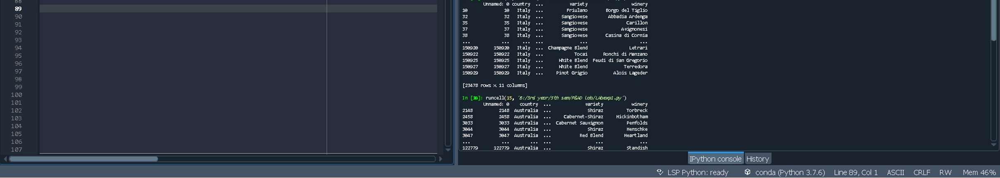 88
89
90
91
92
93
94
95
96
97
98
99
100
101
102
103
104
105
106
107
Unnamed: 0 country ... variety winery
10 10 Italy ... Friulano Borgo del Tiglio
32 32 Italy ... Sangiovese Abbadia Ardenga
35 35 Italy ... Sangiovese Carillon
37 37 Italy ... Sangiovese Avignonesi
38 38 Italy ... Sangiovese Casina di Cornia
... ... ... ... ... ...
150920 150920 Italy ... Champagne Blend Letrari
150922 150922 Italy ... Tocai Ronchi di Manzano
150925 150925 Italy ... White Blend Feudi di San Gregorio
150927 150927 Italy ... White Blend Terredora
150929 150929 Italy ... Pinot Grigio Alois Lageder
[23478 rows x 11 columns]
In [16]: runcell(15, 'B:/3rd year/5th sem/P&AD Lab/LAbexp1.py')
Unnamed: 0 country ... variety winery
2148 2148 Australia ... Shiraz Torbreck
2458 2458 Australia ... Cabernet-Shiraz Hickinbotham
3033 3033 Australia ... Cabernet Sauvignon Penfolds
3044 3044 Australia ... Shiraz Henschke
3047 3047 Australia ... Red Blend Heartland
... ... ... ... ... ...
122779 122779 Australia ... Shiraz Standish
IPython console History
LSP Python: ready conda (Python 3.7.6) Line 89, Col 1 ASCII CRLF RW Mem 46%